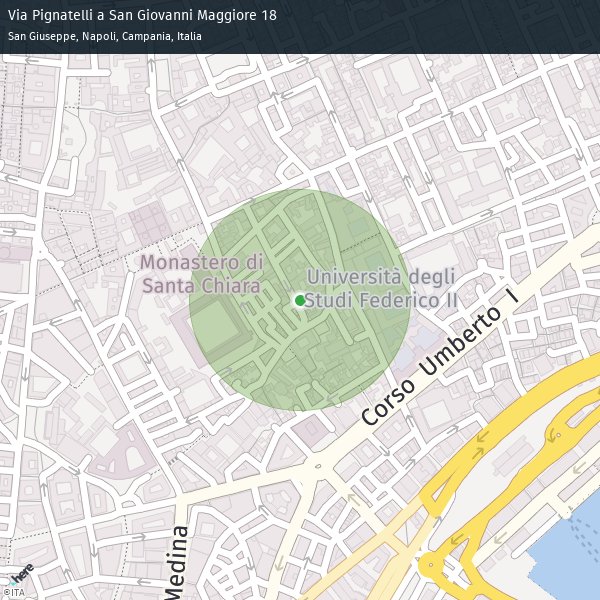 Via Pignatelli a San Giovanni Maggiore 18
San Giuseppe, Napoli, Campania, Italia
Monastero di
Santa Chiara
Università degli
Studi Federico II
Corso Umberto I
Medina
here
©ITA